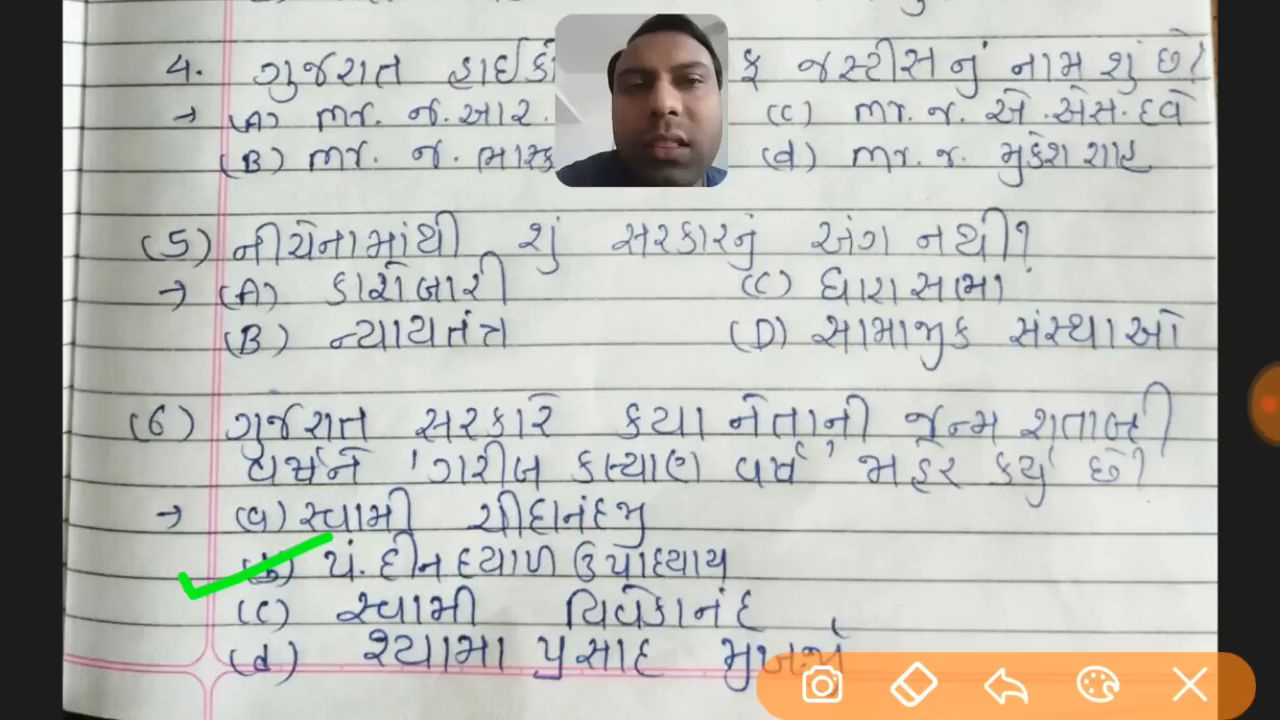 4. ગુજરાત હાઇકો ફ જસ્ટીસનું નામ શું છે?
→ (A) mr. જ. આર. (C) mr. જ. એ. એસ. દવે
(B) mr. જ. ભાસ્ક (d) mr. જ. મુકેશ શાહ
(5) નીચેનામાંથી શું સરકારનું અંગ નથી?
→ (A) કારોબારી (C) ધારાસભા
(B) ન્યાયતંત્ર (D) સામાજીક સંસ્થાઓ
(6) ગુજરાત સરકારે કયા નેતાની જન્મ શતાબ્દી
વર્ષને 'ગરીબ કલ્યાણ વર્ષ' જાહેર કર્યું છે?
→ (a) સ્વામી ચીદાનંદજી
(b) પં. દીનદયાળ ઉપાધ્યાય
(C) સ્વામી વિવેકાનંદ
(d) શ્યામા પ્રસાદ મુખર્જી